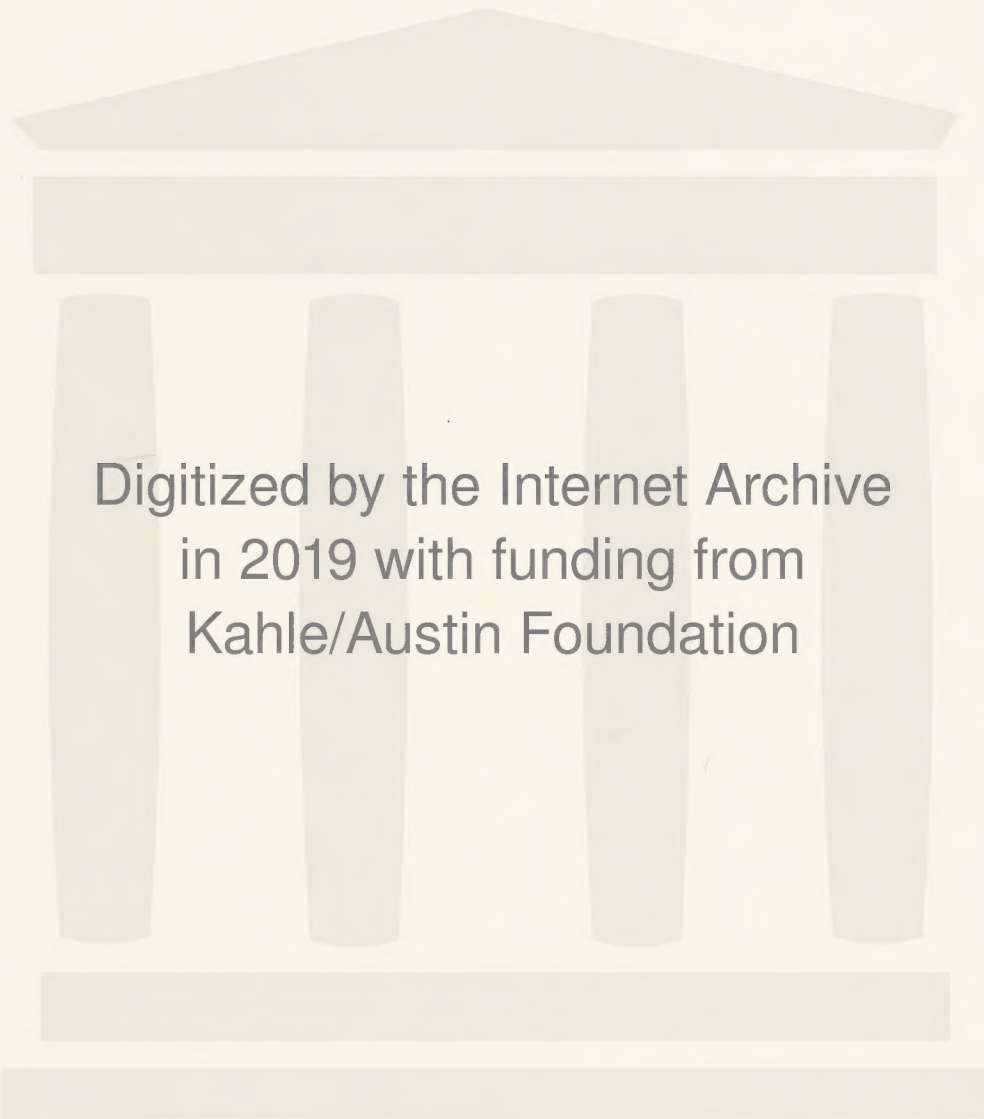 Digitized by the Internet Archive
in 2019 with funding from
Kahle/Austin Foundation